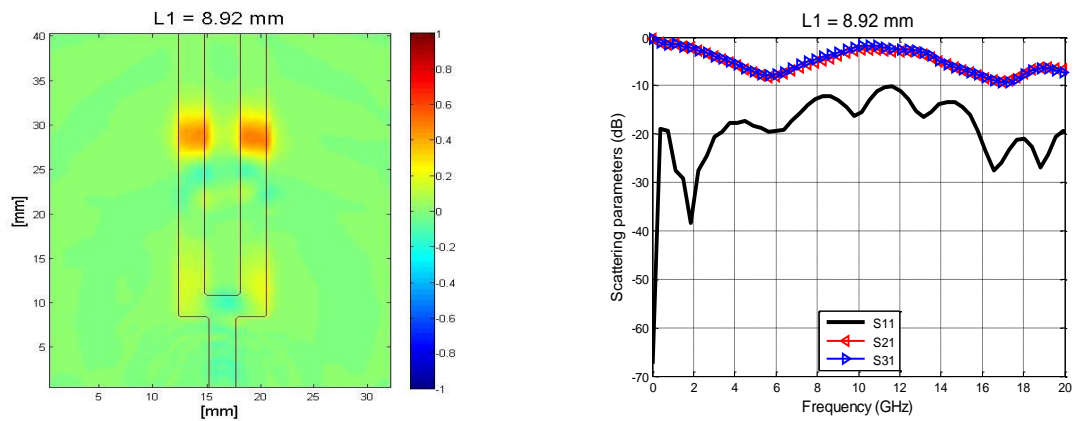 L1 = 8.92 mm
40
35
30
25
20
15
10
5
[mm]
5 10 15 20 25 30
[mm]
1
0.8
0.6
0.4
0.2
0
-0.2
-0.4
-0.6
-0.8
-1
L1 = 8.92 mm
0
-10
-20
-30
-40
-50
-60
-70
Scattering parameters (dB)
0 2 4 6 8 10 12 14 16 18 20
Frequency (GHz)
S11
S21
S31